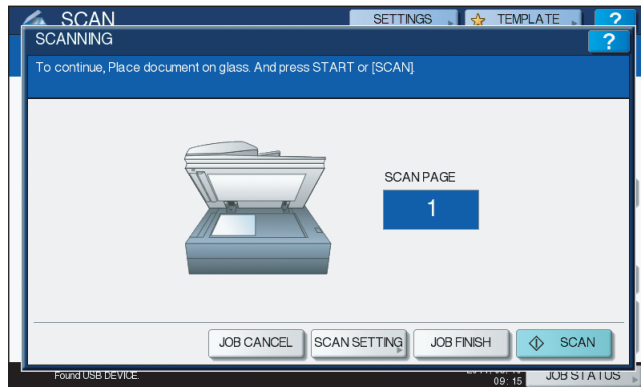 SCAN
SETTINGS
TEMPLATE
?
SCANNING
?
To continue, Place document on glass. And press START or [SCAN].
SCAN PAGE
1
JOB CANCEL
SCAN SETTING
JOB FINISH
SCAN
Found USB DEVICE.
09:15
JOB STATUS